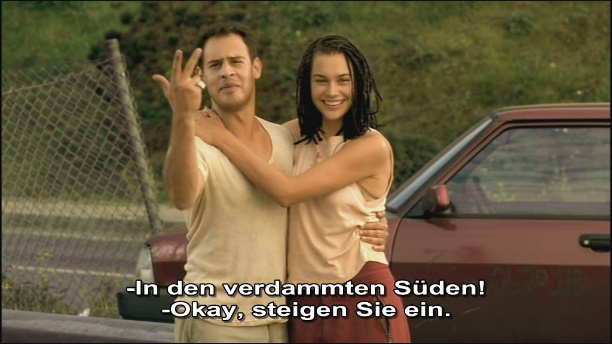 -In den verdammten Süden!
-Okay, steigen Sie ein.